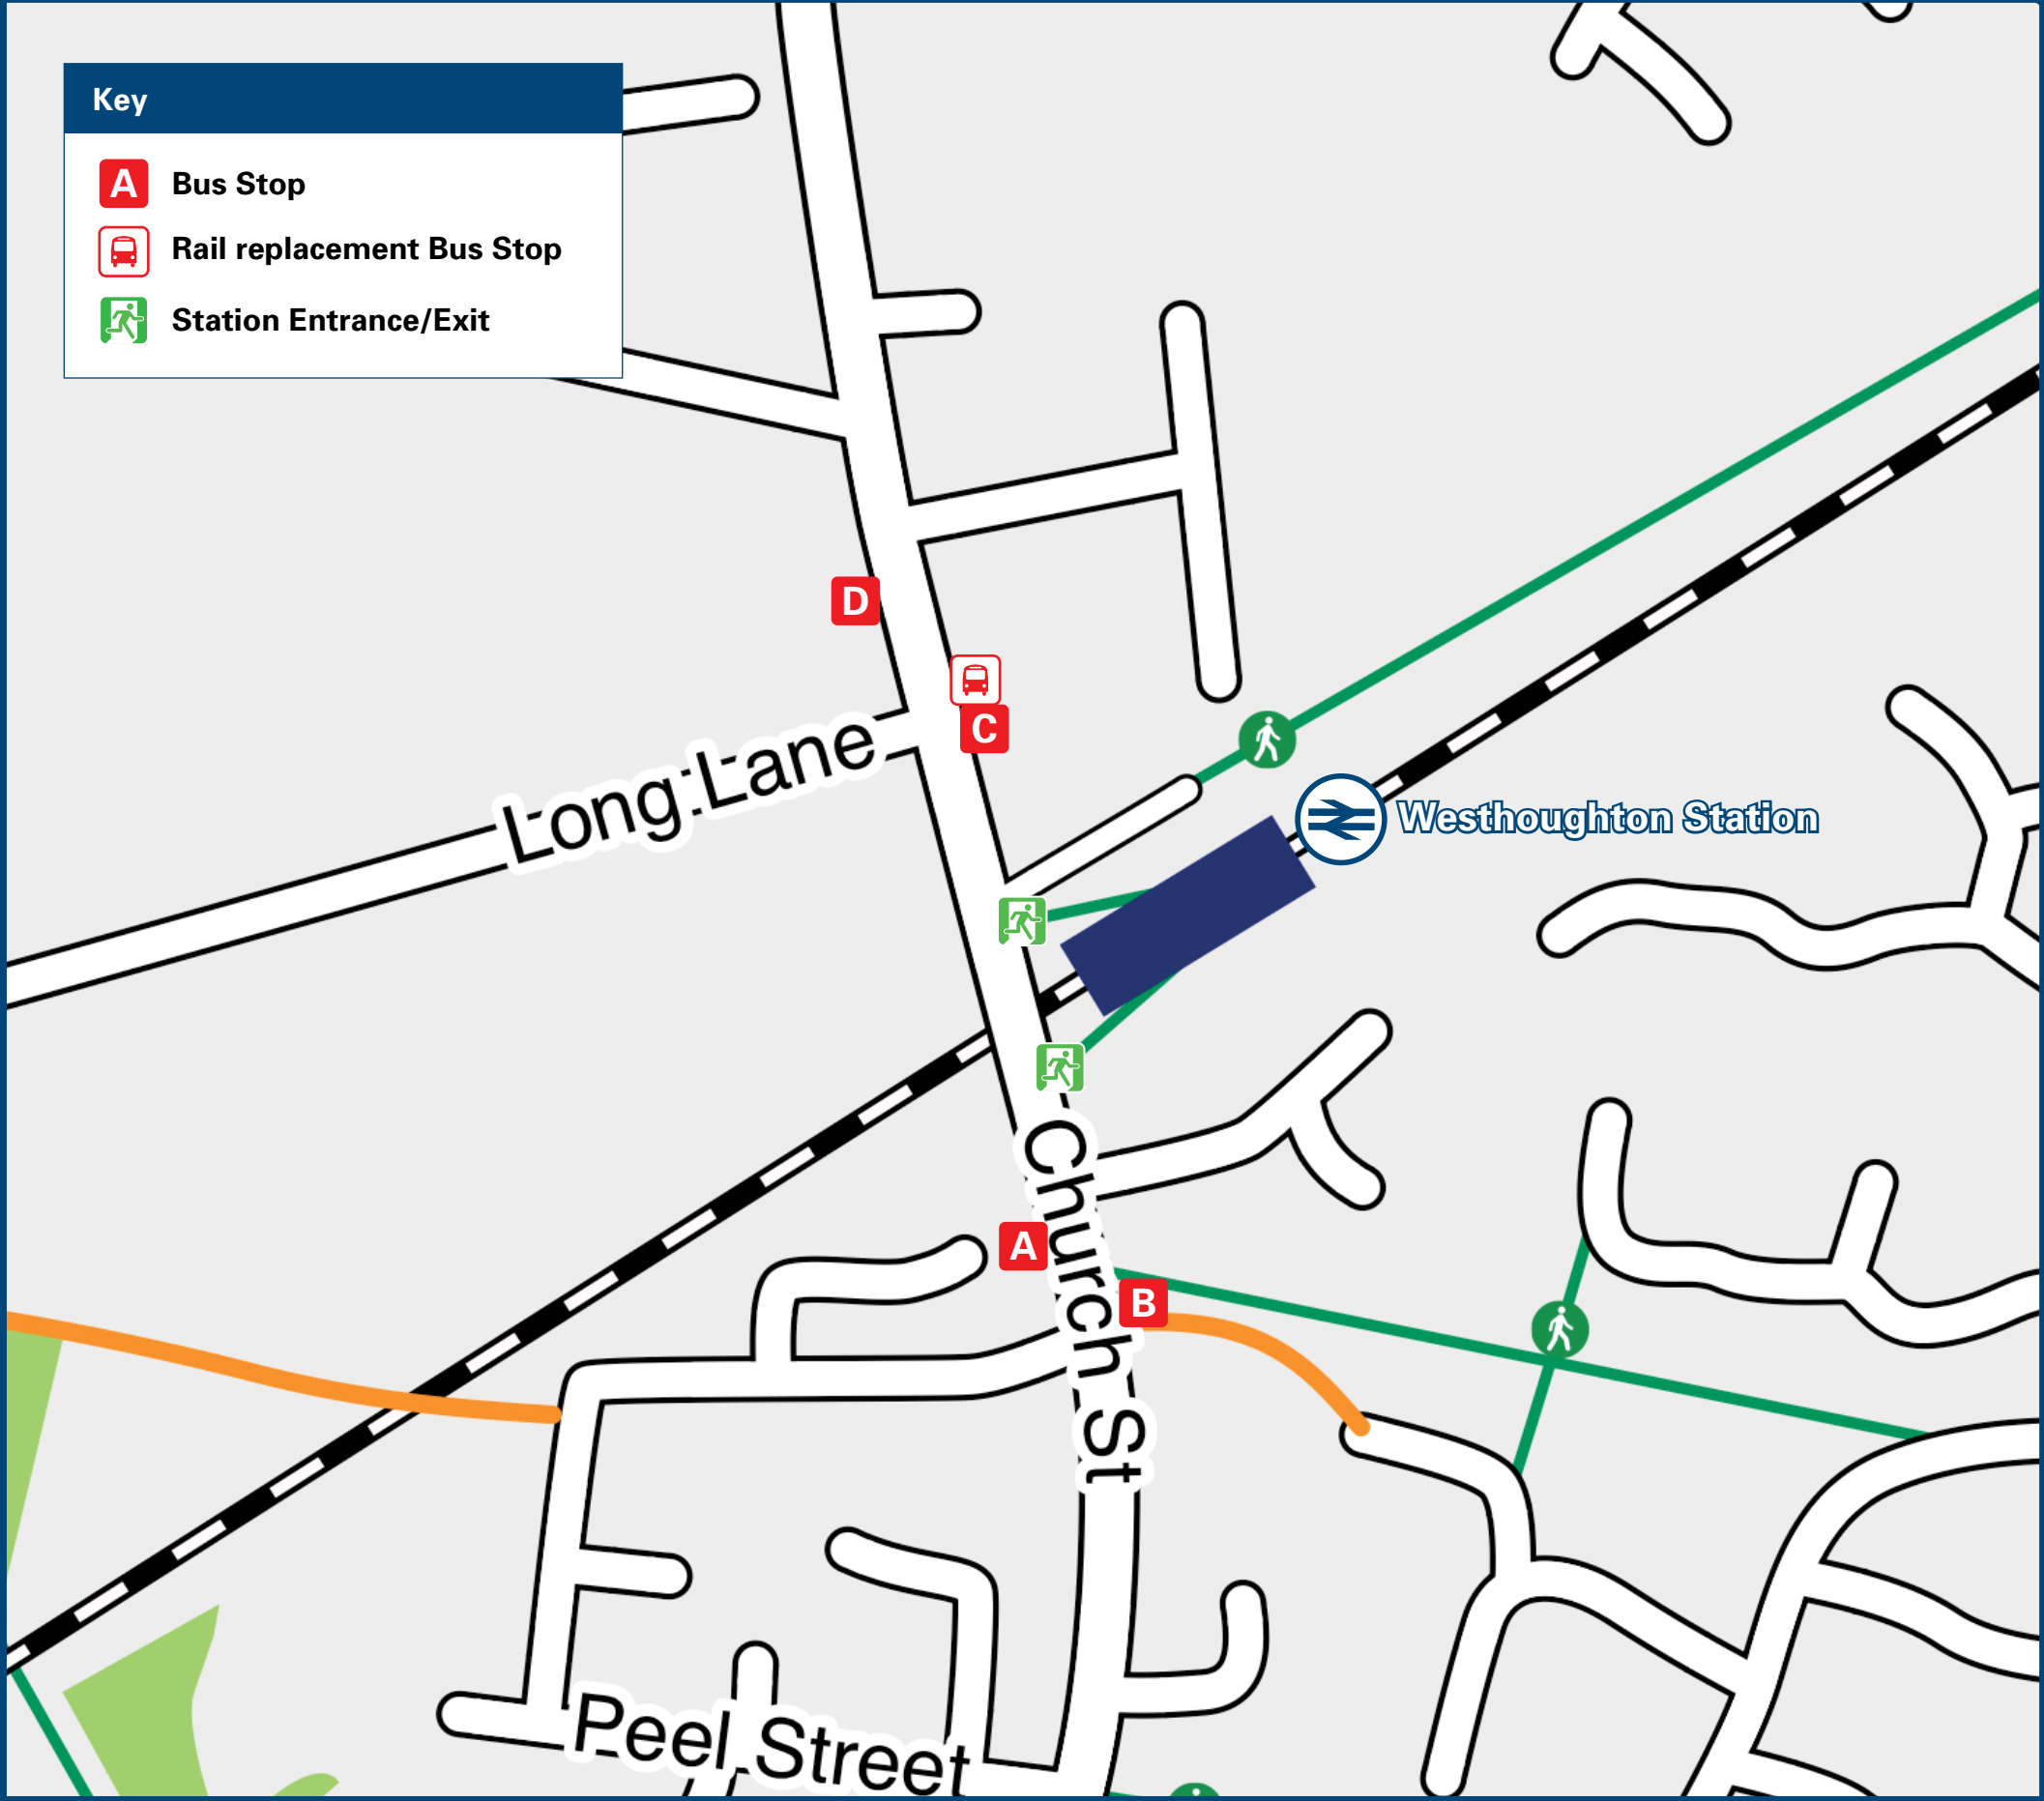 Key
A Bus Stop
Rail replacement Bus Stop
Station Entrance/Exit
D
C
Long Lane
Westhoughton Station
Church St
A
B
Peel Street